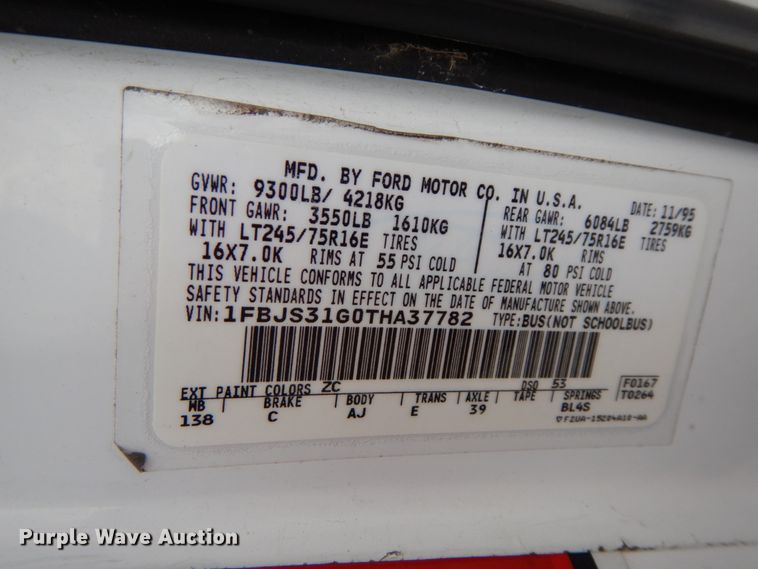 MFD. BY FORD MOTOR CO. IN U.S.A.
GVWR: 9300LB/ 4218KG
DATE: 11/95
FRONT GAWR: 3550LB 1610KG
REAR GAWR: 6084LB 2759KG
WITH LT245/75R16E TIRES
WITH LT245/75R16E TIRES
16X7.0K RIMS AT 55 PSI COLD
16X7.0K RIMS
AT 80 PSI COLD
THIS VEHICLE CONFORMS TO ALL APPLICABLE FEDERAL MOTOR VEHICLE
SAFETY STANDARDS IN EFFECT ON THE DATE OF MANUFACTURE SHOWN ABOVE.
VIN: 1FBJS31G0THA37782 TYPE: BUS(NOT SCHOOLBUS)
EXT PAINT COLORS ZC DSO 53 F0167
WB BRAKE BODY TRANS AXLE TAPE SPRINGS T0264
138 C AJ E 39 BL4S
F2UA-15204A10-AA
Purple Wave Auction